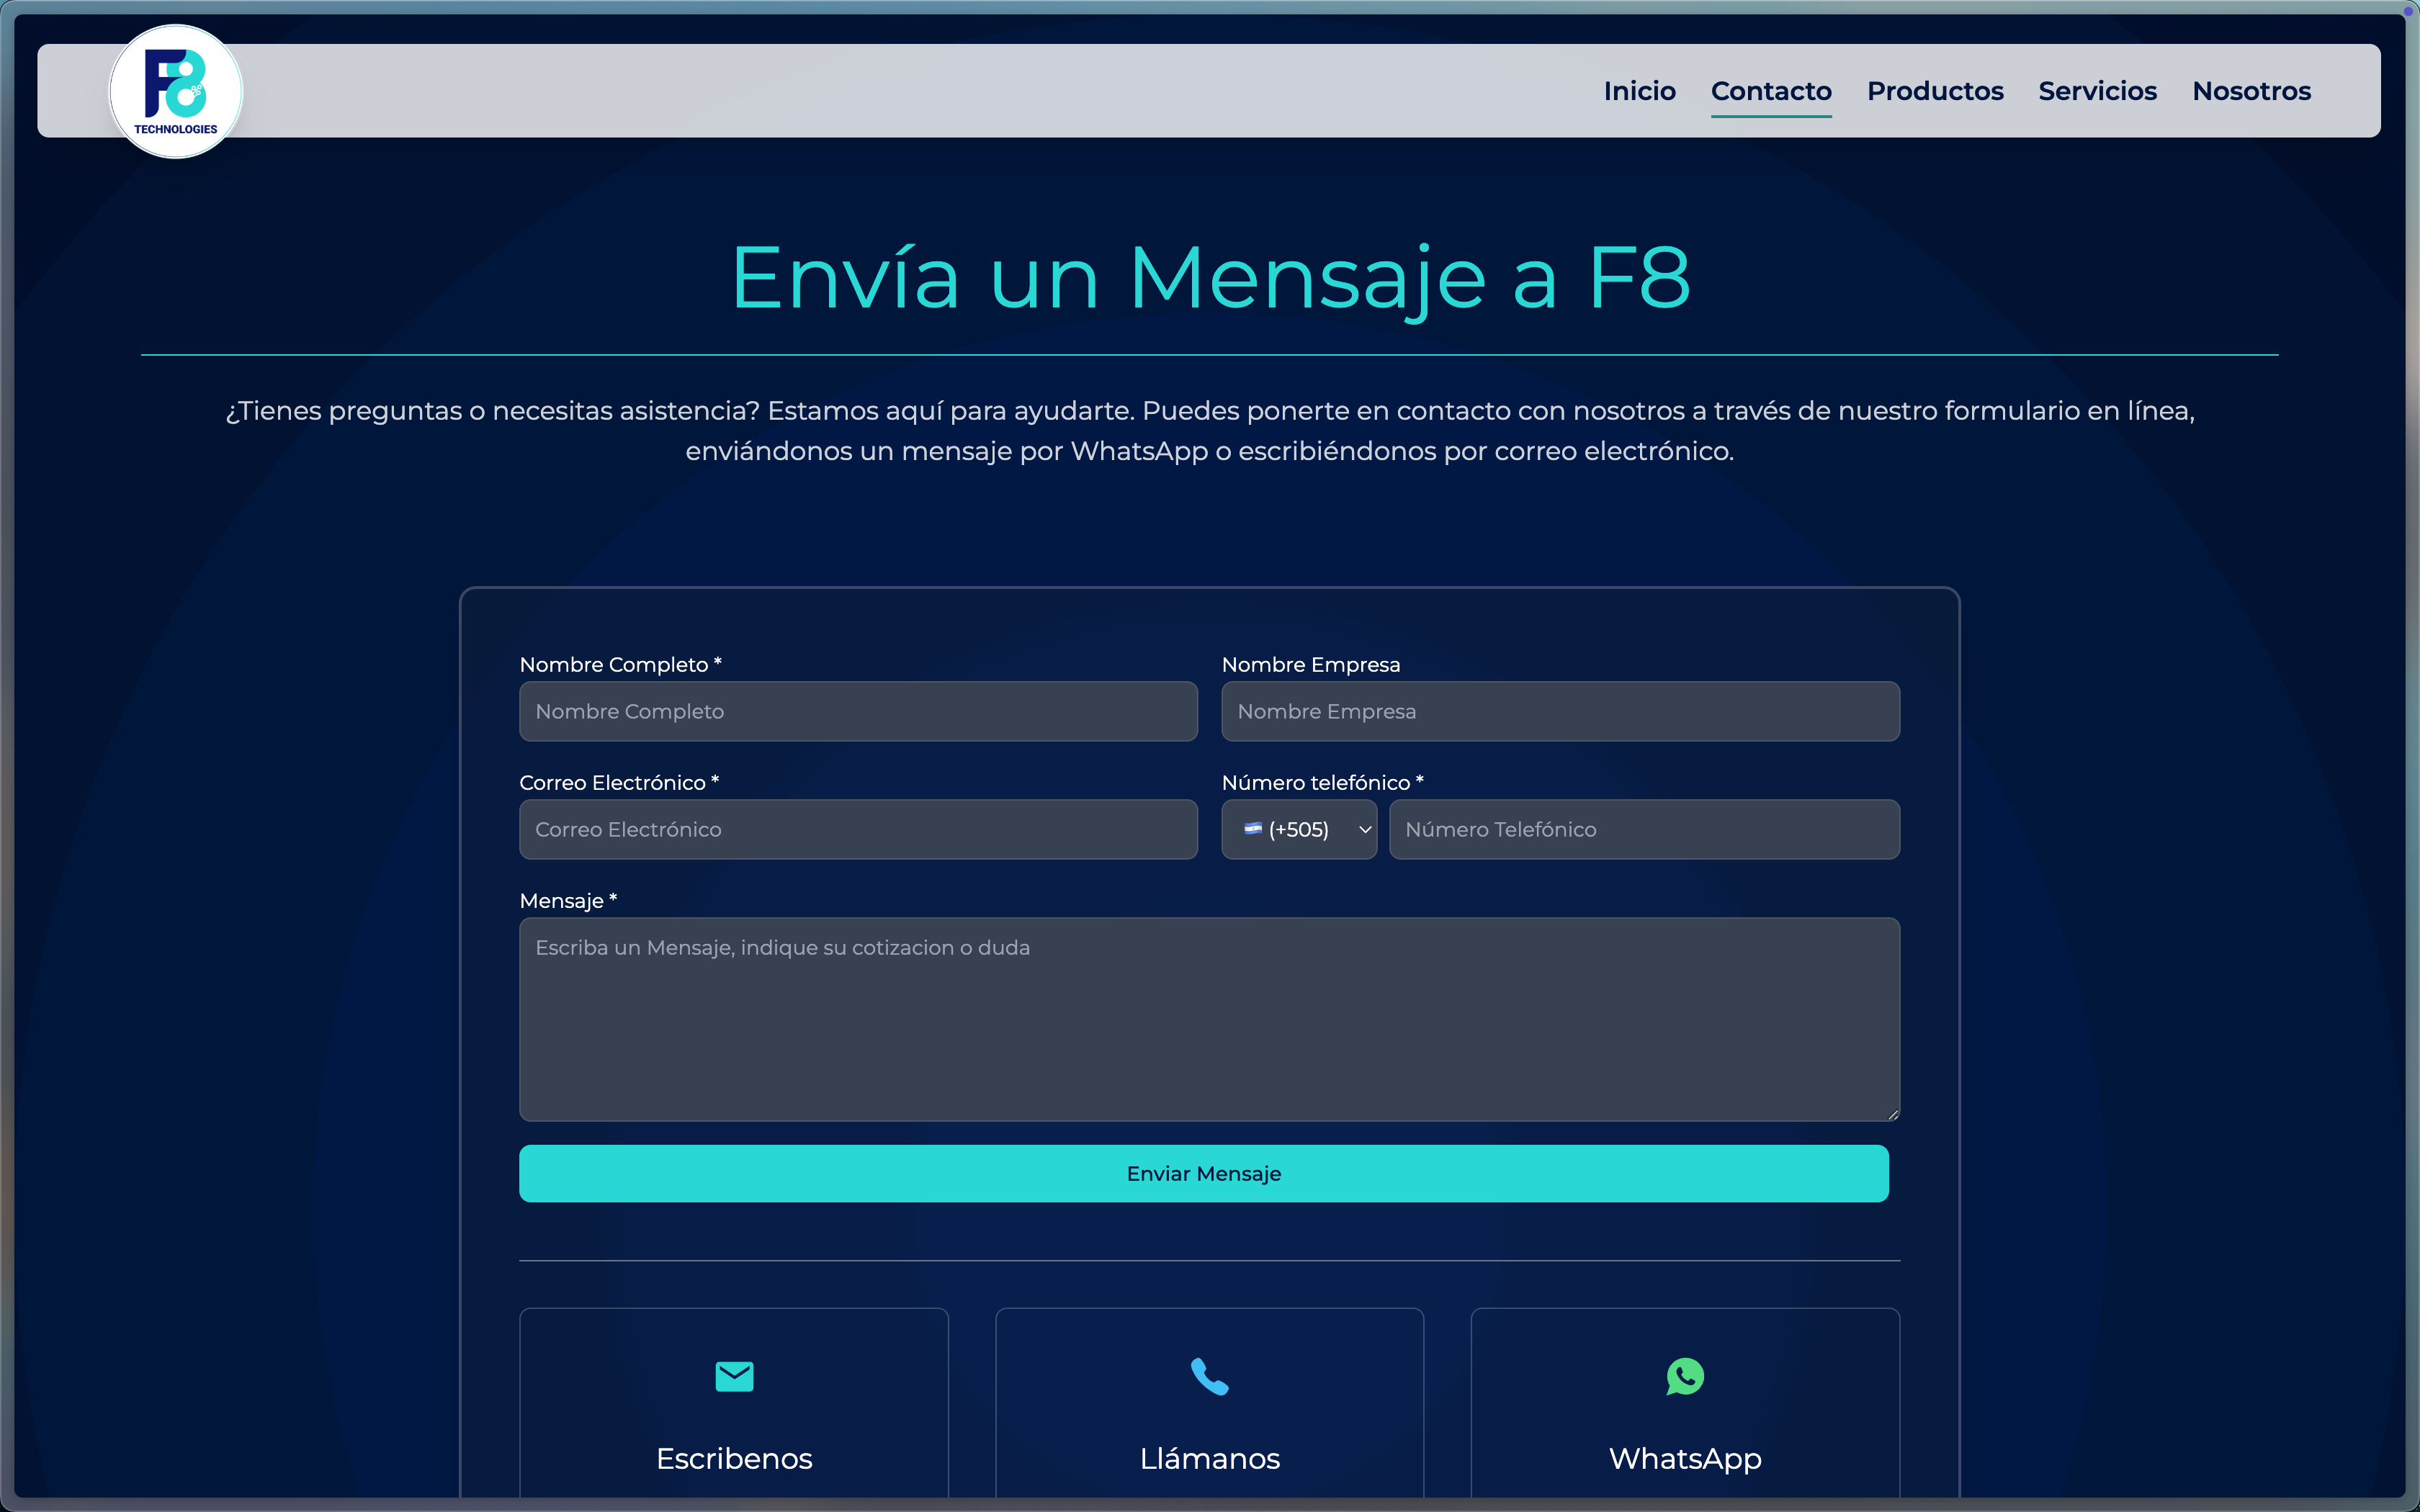 F8
TECHNOLOGIES
Inicio Contacto Productos Servicios Nosotros
Envía un Mensaje a F8
¿Tienes preguntas o necesitas asistencia? Estamos aquí para ayudarte. Puedes ponerte en contacto con nosotros a través de nuestro formulario en línea,
enviándonos un mensaje por WhatsApp o escribiéndonos por correo electrónico.
Nombre Completo * Nombre Empresa
Nombre Completo Nombre Empresa
Correo Electrónico * Número telefónico *
Correo Electrónico (+505) Número Telefónico
Mensaje *
Escriba un Mensaje, indique su cotizacion o duda
Enviar Mensaje
Escribenos Llámanos WhatsApp